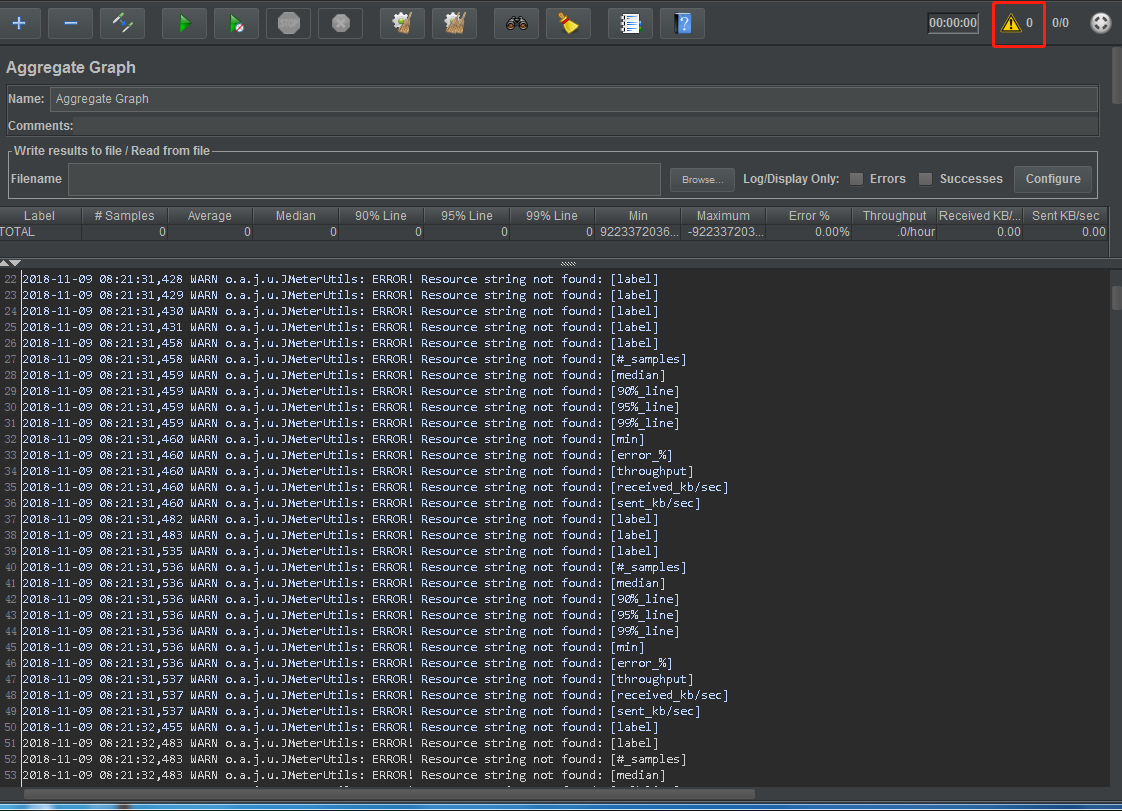 00:00:00 0 0/0
Aggregate Graph
Name: Aggregate Graph
Comments:
Write results to file / Read from file
Filename Browse... Log/Display Only: Errors Successes Configure
Label # Samples Average Median 90% Line 95% Line 99% Line Min Maximum Error % Throughput Received KB/... Sent KB/sec
TOTAL 0 0 0 0 0 0 9223372036... -922337203... 0.00% .0/hour 0.00 0.00
22 2018-11-09 08:21:31,428 WARN o.a.j.u.JMeterUtils: ERROR! Resource string not found: [label]
23 2018-11-09 08:21:31,429 WARN o.a.j.u.JMeterUtils: ERROR! Resource string not found: [label]
24 2018-11-09 08:21:31,430 WARN o.a.j.u.JMeterUtils: ERROR! Resource string not found: [label]
25 2018-11-09 08:21:31,431 WARN o.a.j.u.JMeterUtils: ERROR! Resource string not found: [label]
26 2018-11-09 08:21:31,458 WARN o.a.j.u.JMeterUtils: ERROR! Resource string not found: [label]
27 2018-11-09 08:21:31,458 WARN o.a.j.u.JMeterUtils: ERROR! Resource string not found: [#_samples]
28 2018-11-09 08:21:31,459 WARN o.a.j.u.JMeterUtils: ERROR! Resource string not found: [median]
29 2018-11-09 08:21:31,459 WARN o.a.j.u.JMeterUtils: ERROR! Resource string not found: [90%_line]
30 2018-11-09 08:21:31,459 WARN o.a.j.u.JMeterUtils: ERROR! Resource string not found: [95%_line]
31 2018-11-09 08:21:31,459 WARN o.a.j.u.JMeterUtils: ERROR! Resource string not found: [99%_line]
32 2018-11-09 08:21:31,460 WARN o.a.j.u.JMeterUtils: ERROR! Resource string not found: [min]
33 2018-11-09 08:21:31,460 WARN o.a.j.u.JMeterUtils: ERROR! Resource string not found: [error_%]
34 2018-11-09 08:21:31,460 WARN o.a.j.u.JMeterUtils: ERROR! Resource string not found: [throughput]
35 2018-11-09 08:21:31,460 WARN o.a.j.u.JMeterUtils: ERROR! Resource string not found: [received_kb/sec]
36 2018-11-09 08:21:31,460 WARN o.a.j.u.JMeterUtils: ERROR! Resource string not found: [sent_kb/sec]
37 2018-11-09 08:21:31,482 WARN o.a.j.u.JMeterUtils: ERROR! Resource string not found: [label]
38 2018-11-09 08:21:31,483 WARN o.a.j.u.JMeterUtils: ERROR! Resource string not found: [label]
39 2018-11-09 08:21:31,535 WARN o.a.j.u.JMeterUtils: ERROR! Resource string not found: [label]
40 2018-11-09 08:21:31,536 WARN o.a.j.u.JMeterUtils: ERROR! Resource string not found: [#_samples]
41 2018-11-09 08:21:31,536 WARN o.a.j.u.JMeterUtils: ERROR! Resource string not found: [median]
42 2018-11-09 08:21:31,536 WARN o.a.j.u.JMeterUtils: ERROR! Resource string not found: [90%_line]
43 2018-11-09 08:21:31,536 WARN o.a.j.u.JMeterUtils: ERROR! Resource string not found: [95%_line]
44 2018-11-09 08:21:31,536 WARN o.a.j.u.JMeterUtils: ERROR! Resource string not found: [99%_line]
45 2018-11-09 08:21:31,536 WARN o.a.j.u.JMeterUtils: ERROR! Resource string not found: [min]
46 2018-11-09 08:21:31,536 WARN o.a.j.u.JMeterUtils: ERROR! Resource string not found: [error_%]
47 2018-11-09 08:21:31,537 WARN o.a.j.u.JMeterUtils: ERROR! Resource string not found: [throughput]
48 2018-11-09 08:21:31,537 WARN o.a.j.u.JMeterUtils: ERROR! Resource string not found: [received_kb/sec]
49 2018-11-09 08:21:31,537 WARN o.a.j.u.JMeterUtils: ERROR! Resource string not found: [sent_kb/sec]
50 2018-11-09 08:21:32,455 WARN o.a.j.u.JMeterUtils: ERROR! Resource string not found: [label]
51 2018-11-09 08:21:32,483 WARN o.a.j.u.JMeterUtils: ERROR! Resource string not found: [label]
52 2018-11-09 08:21:32,483 WARN o.a.j.u.JMeterUtils: ERROR! Resource string not found: [#_samples]
53 2018-11-09 08:21:32,483 WARN o.a.j.u.JMeterUtils: ERROR! Resource string not found: [median]